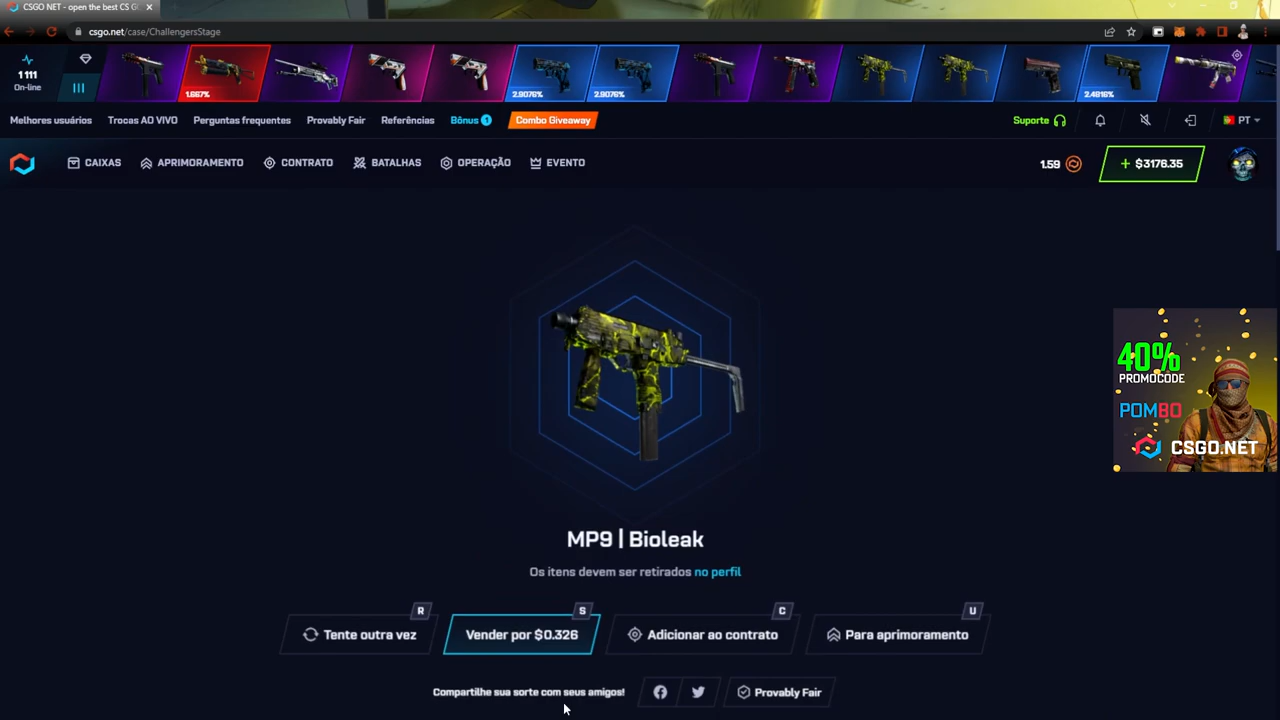 CSGO.NET - open the best CS G
csgo.net/case/ChallengersStage
1 111
On-line
1.667%
2.9076%
2.9076%
2.4816%
Melhores usuários
Trocas AO VIVO
Perguntas frequentes
Provably Fair
Referências
Bônus 1
Combo Giveaway
Suporte
PT
CAIXAS
APRIMORAMENTO
CONTRATO
BATALHAS
OPERAÇÃO
EVENTO
1.59
+ $3176.35
40%
PROMOCODE
POMBO
CSGO.NET
MP9 | Bioleak
Os itens devem ser retirados no perfil
R
S
C
U
Tente outra vez
Vender por $0.326
Adicionar ao contrato
Para aprimoramento
Compartilhe sua sorte com seus amigos!
Provably Fair